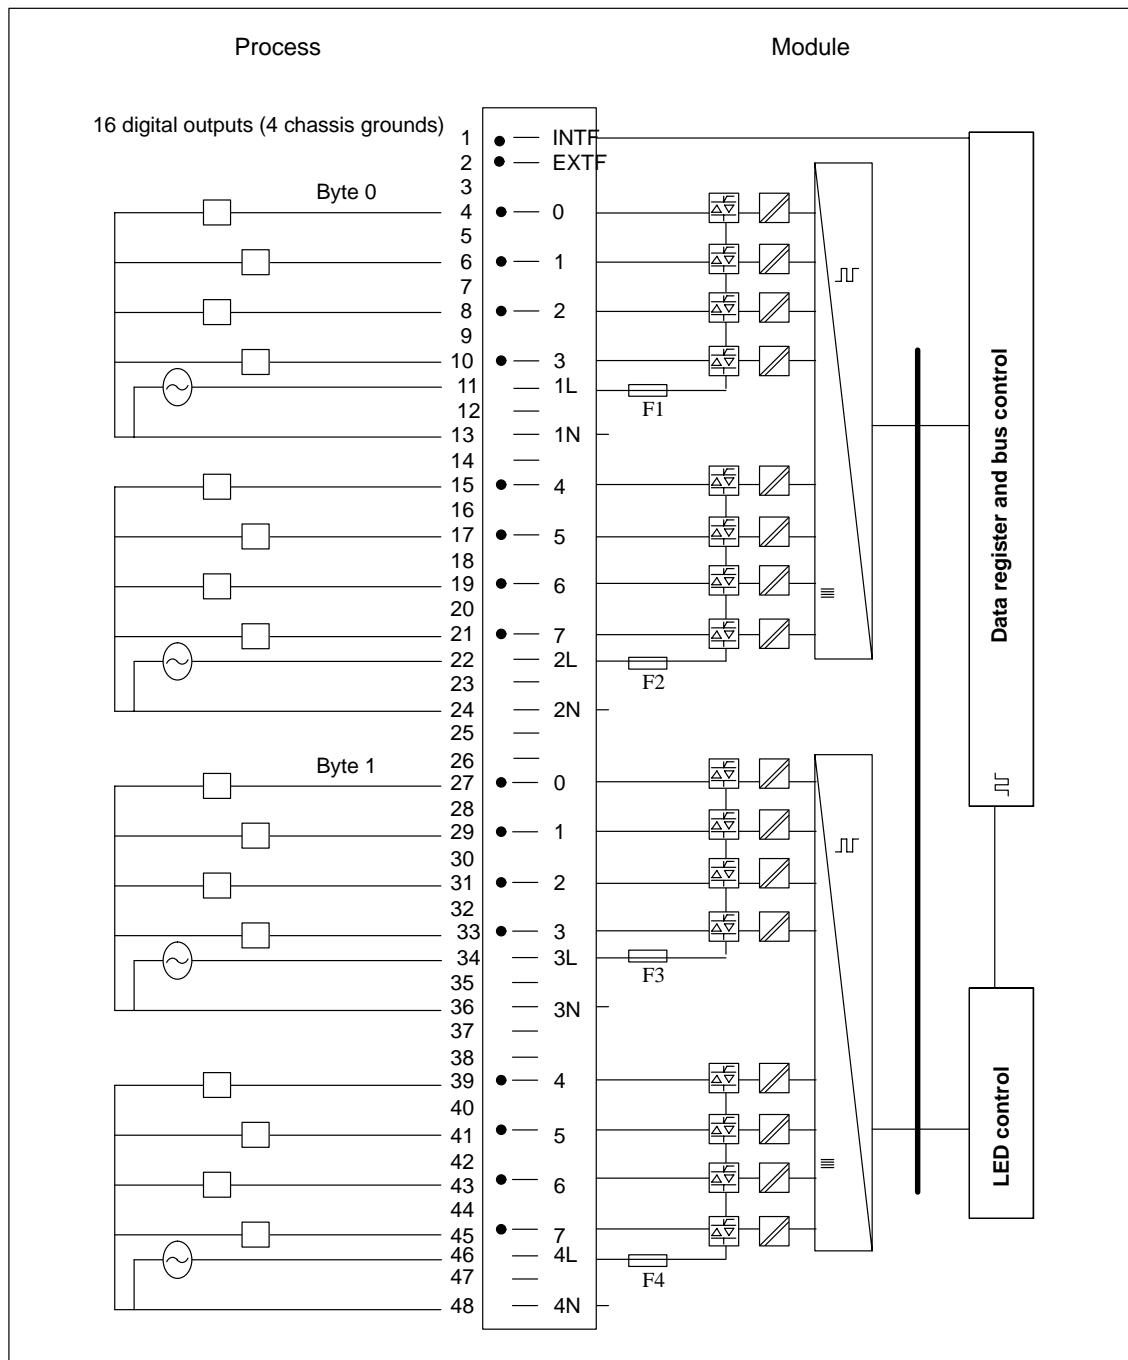 Process Module
16 digital outputs (4 chassis grounds)
1 INTF
2 EXTF
3
Byte 0
4 0
5
6 1
7
8 2
9
10 3
11 1L
F1
12
13 1N
14
15 4
16
17 5
18
19 6
20
21 7
22 2L
F2
23
24 2N
25
26
Byte 1
27 0
28
29 1
30
31 2
32
33 3
34 3L
F3
35
36 3N
37
38
39 4
40
41 5
42
43 6
44
45 7
46 4L
F4
47
48 4N
Data register and bus control
LED control